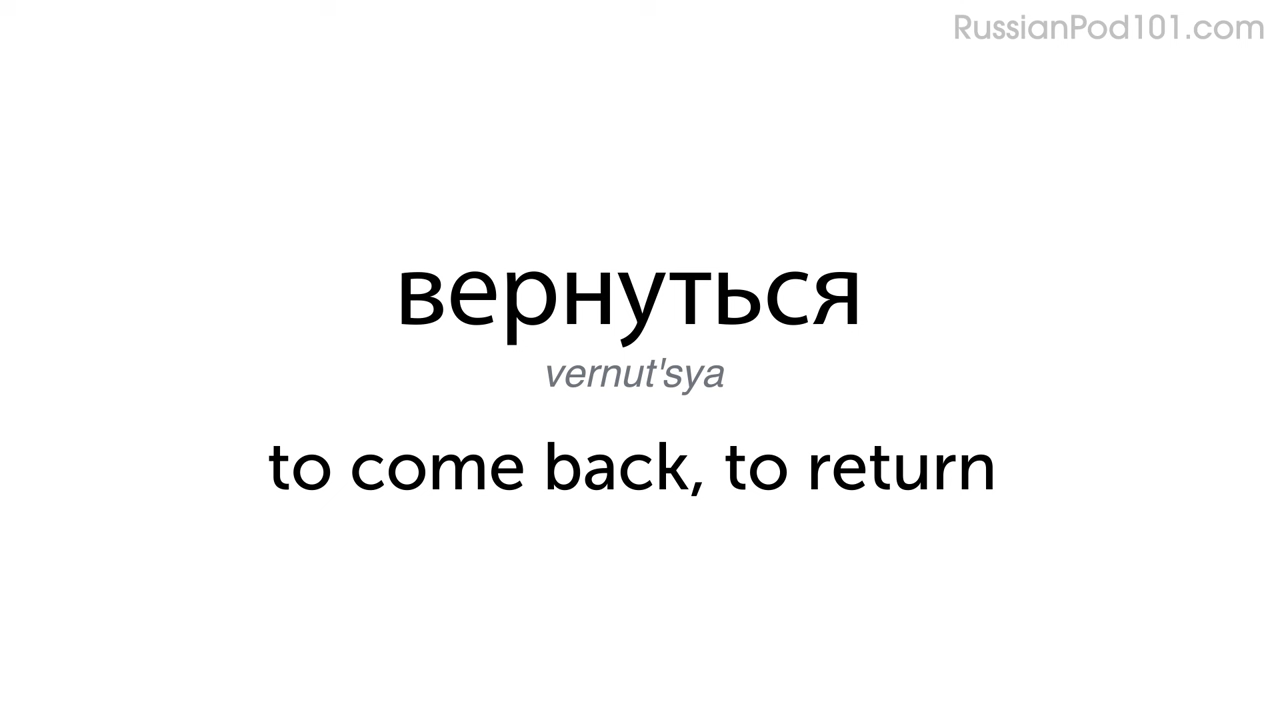 RussianPod101.com
вернуться
vernut'sya
to come back, to return